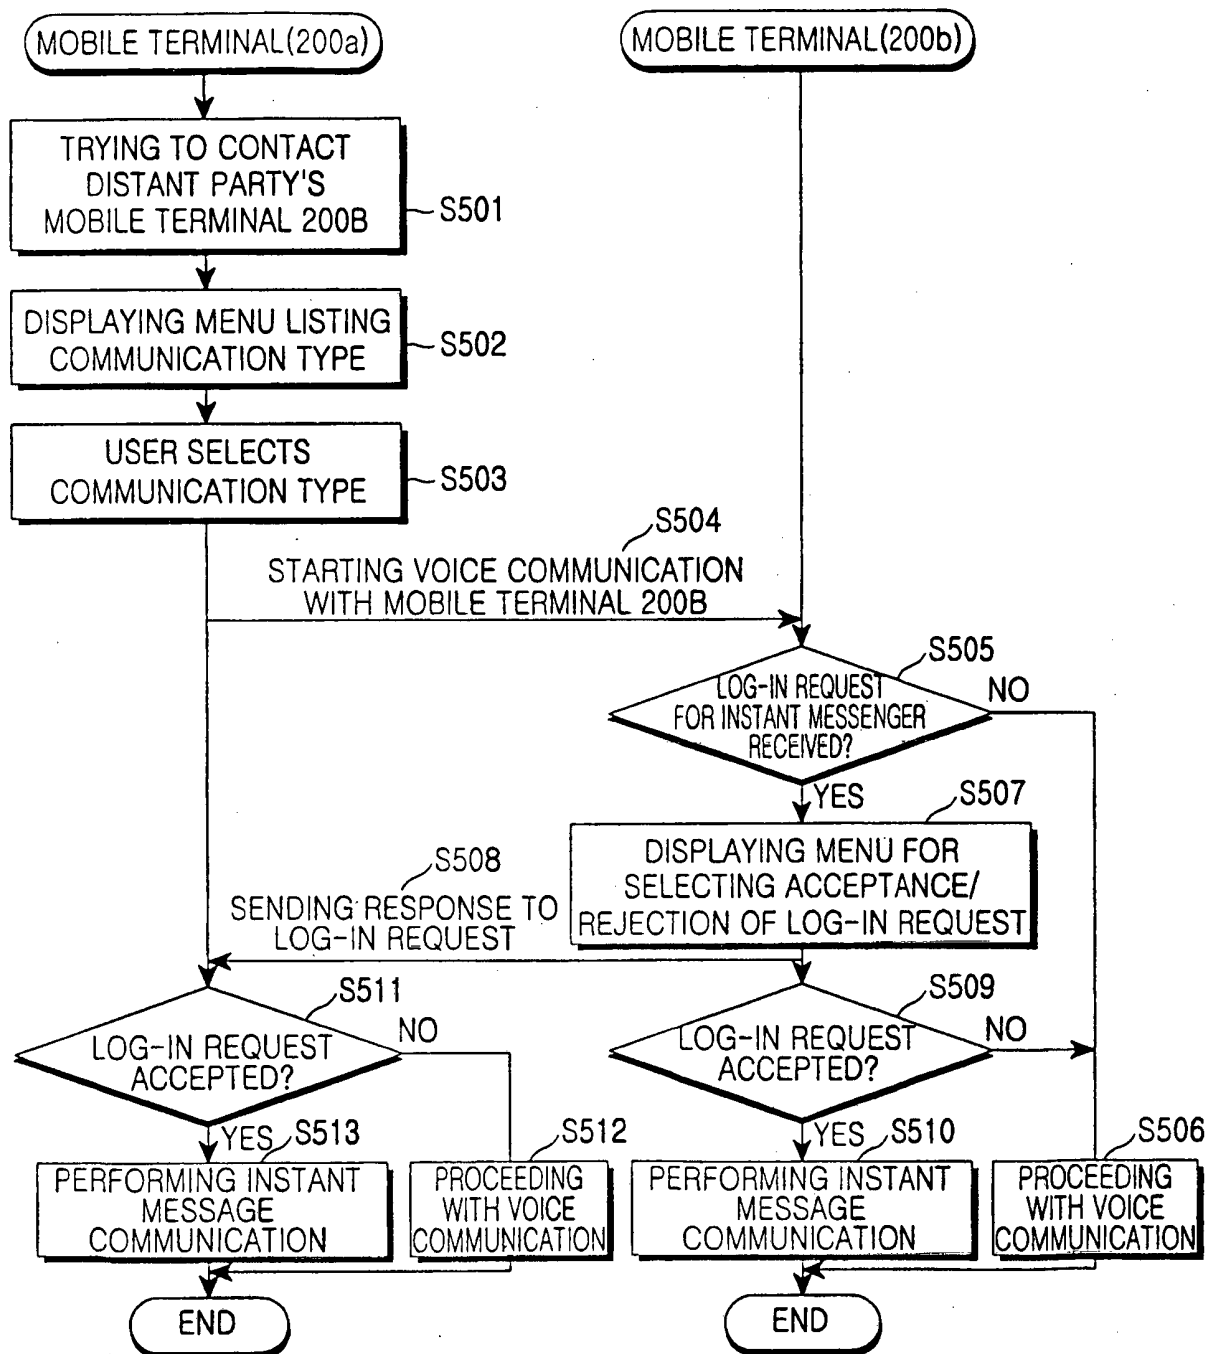 MOBILE TERMINAL(200a)
MOBILE TERMINAL(200b)
TRYING TO CONTACT
DISTANT PARTY'S
MOBILE TERMINAL 200B
S501
DISPLAYING MENU LISTING
COMMUNICATION TYPE
S502
USER SELECTS
COMMUNICATION TYPE
S503
S504
STARTING VOICE COMMUNICATION
WITH MOBILE TERMINAL 200B
S505
LOG-IN REQUEST
FOR INSTANT MESSENGER
RECEIVED?
NO
YES
S507
DISPLAYING MENU FOR
SELECTING ACCEPTANCE/
REJECTION OF LOG-IN REQUEST
S508
SENDING RESPONSE TO
LOG-IN REQUEST
S511
LOG-IN REQUEST
ACCEPTED?
NO
YES
S509
LOG-IN REQUEST
ACCEPTED?
NO
YES
S513
PERFORMING INSTANT
MESSAGE
COMMUNICATION
S512
PROCEEDING
WITH VOICE
COMMUNICATION
S510
PERFORMING INSTANT
MESSAGE
COMMUNICATION
S506
PROCEEDING
WITH VOICE
COMMUNICATION
END
END